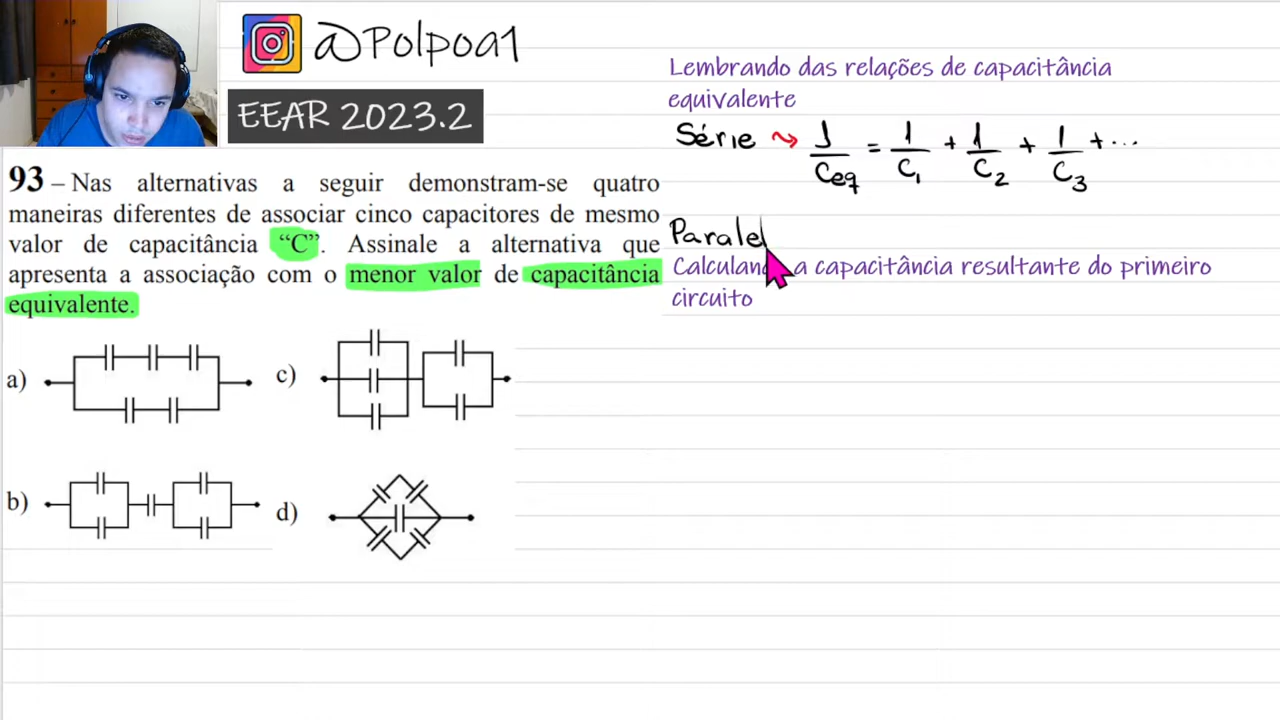 @Polpoa1
EEAR 2023.2
93 – Nas alternativas a seguir demonstram-se quatro
maneiras diferentes de associar cinco capacitores de mesmo
valor de capacitância “C”. Assinale a alternativa que
apresenta a associação com o menor valor de capacitância
equivalente.
a)
c)
b)
d)
Lembrando das relações de capacitância
equivalente
Série ⇝ 1/Ceq = 1/C1 + 1/C2 + 1/C3 + ...
Paralel
Calculan a capacitância resultante do primeiro
circuito